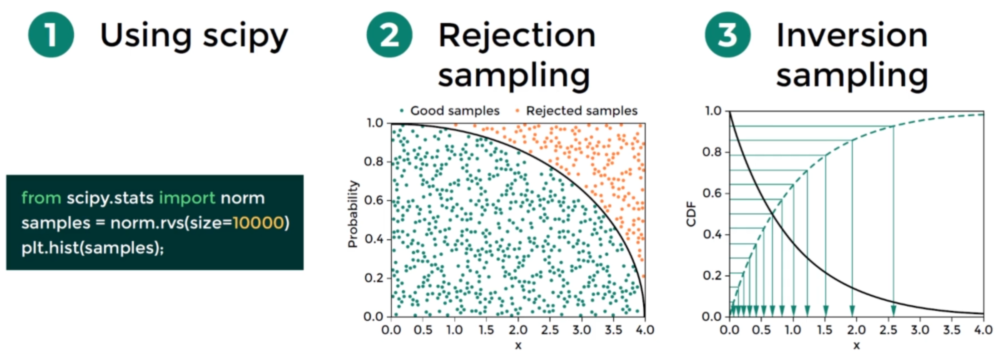 1 Using scipy
from scipy.stats import norm
samples = norm.rvs(size=10000)
plt.hist(samples);
2 Rejection
sampling
Good samples Rejected samples
1.0
0.8
0.6
0.4
0.2
0.0
Probability
0.0 0.5 1.0 1.5 2.0 2.5 3.0 3.5 4.0
x
3 Inversion
sampling
1.0
0.8
0.6
0.4
0.2
0.0
CDF
0.0 0.5 1.0 1.5 2.0 2.5 3.0 3.5 4.0
x